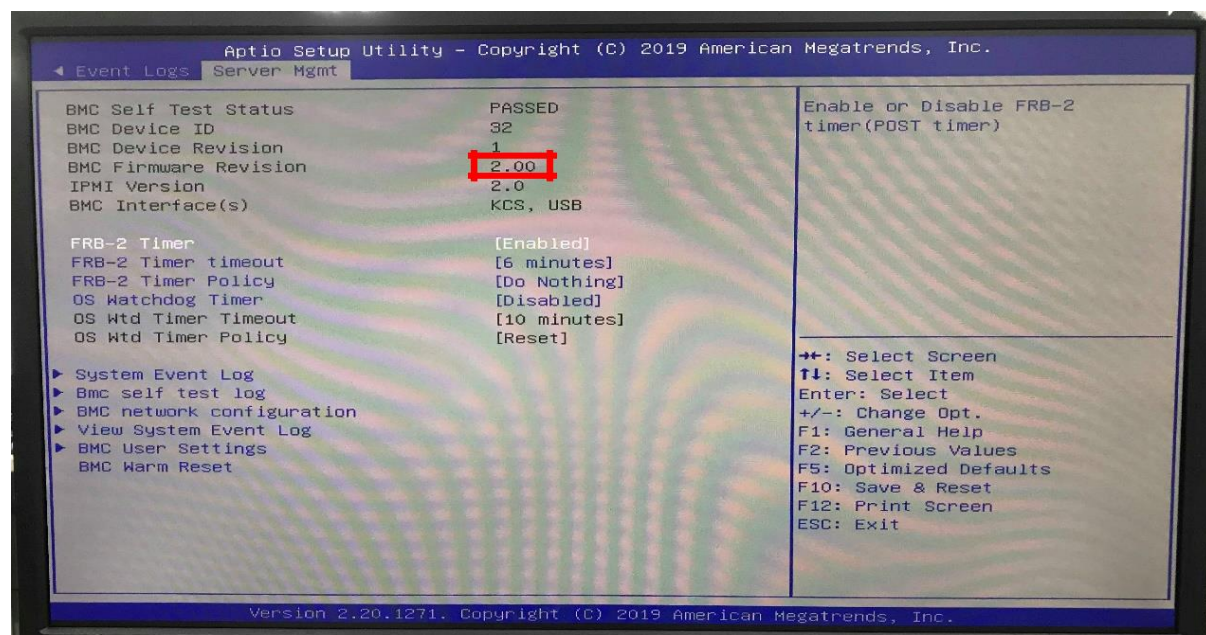 Aptio Setup Utility – Copyright (C) 2019 American Megatrends, Inc.
◄ Event Logs Server Mgmt
BMC Self Test Status PASSED
BMC Device ID 32
BMC Device Revision 1
BMC Firmware Revision 2.00
IPMI Version 2.0
BMC Interface(s) KCS, USB
FRB-2 Timer [Enabled]
FRB-2 Timer timeout [6 minutes]
FRB-2 Timer Policy [Do Nothing]
OS Watchdog Timer [Disabled]
OS Wtd Timer Timeout [10 minutes]
OS Wtd Timer Policy [Reset]
► System Event Log
► Bmc self test log
► BMC network configuration
► View System Event Log
► BMC User Settings
BMC Warm Reset
Enable or Disable FRB-2
timer(POST timer)
→←: Select Screen
↑↓: Select Item
Enter: Select
+/-: Change Opt.
F1: General Help
F2: Previous Values
F5: Optimized Defaults
F10: Save & Reset
F12: Print Screen
ESC: Exit
Version 2.20.1271. Copyright (C) 2019 American Megatrends, Inc.